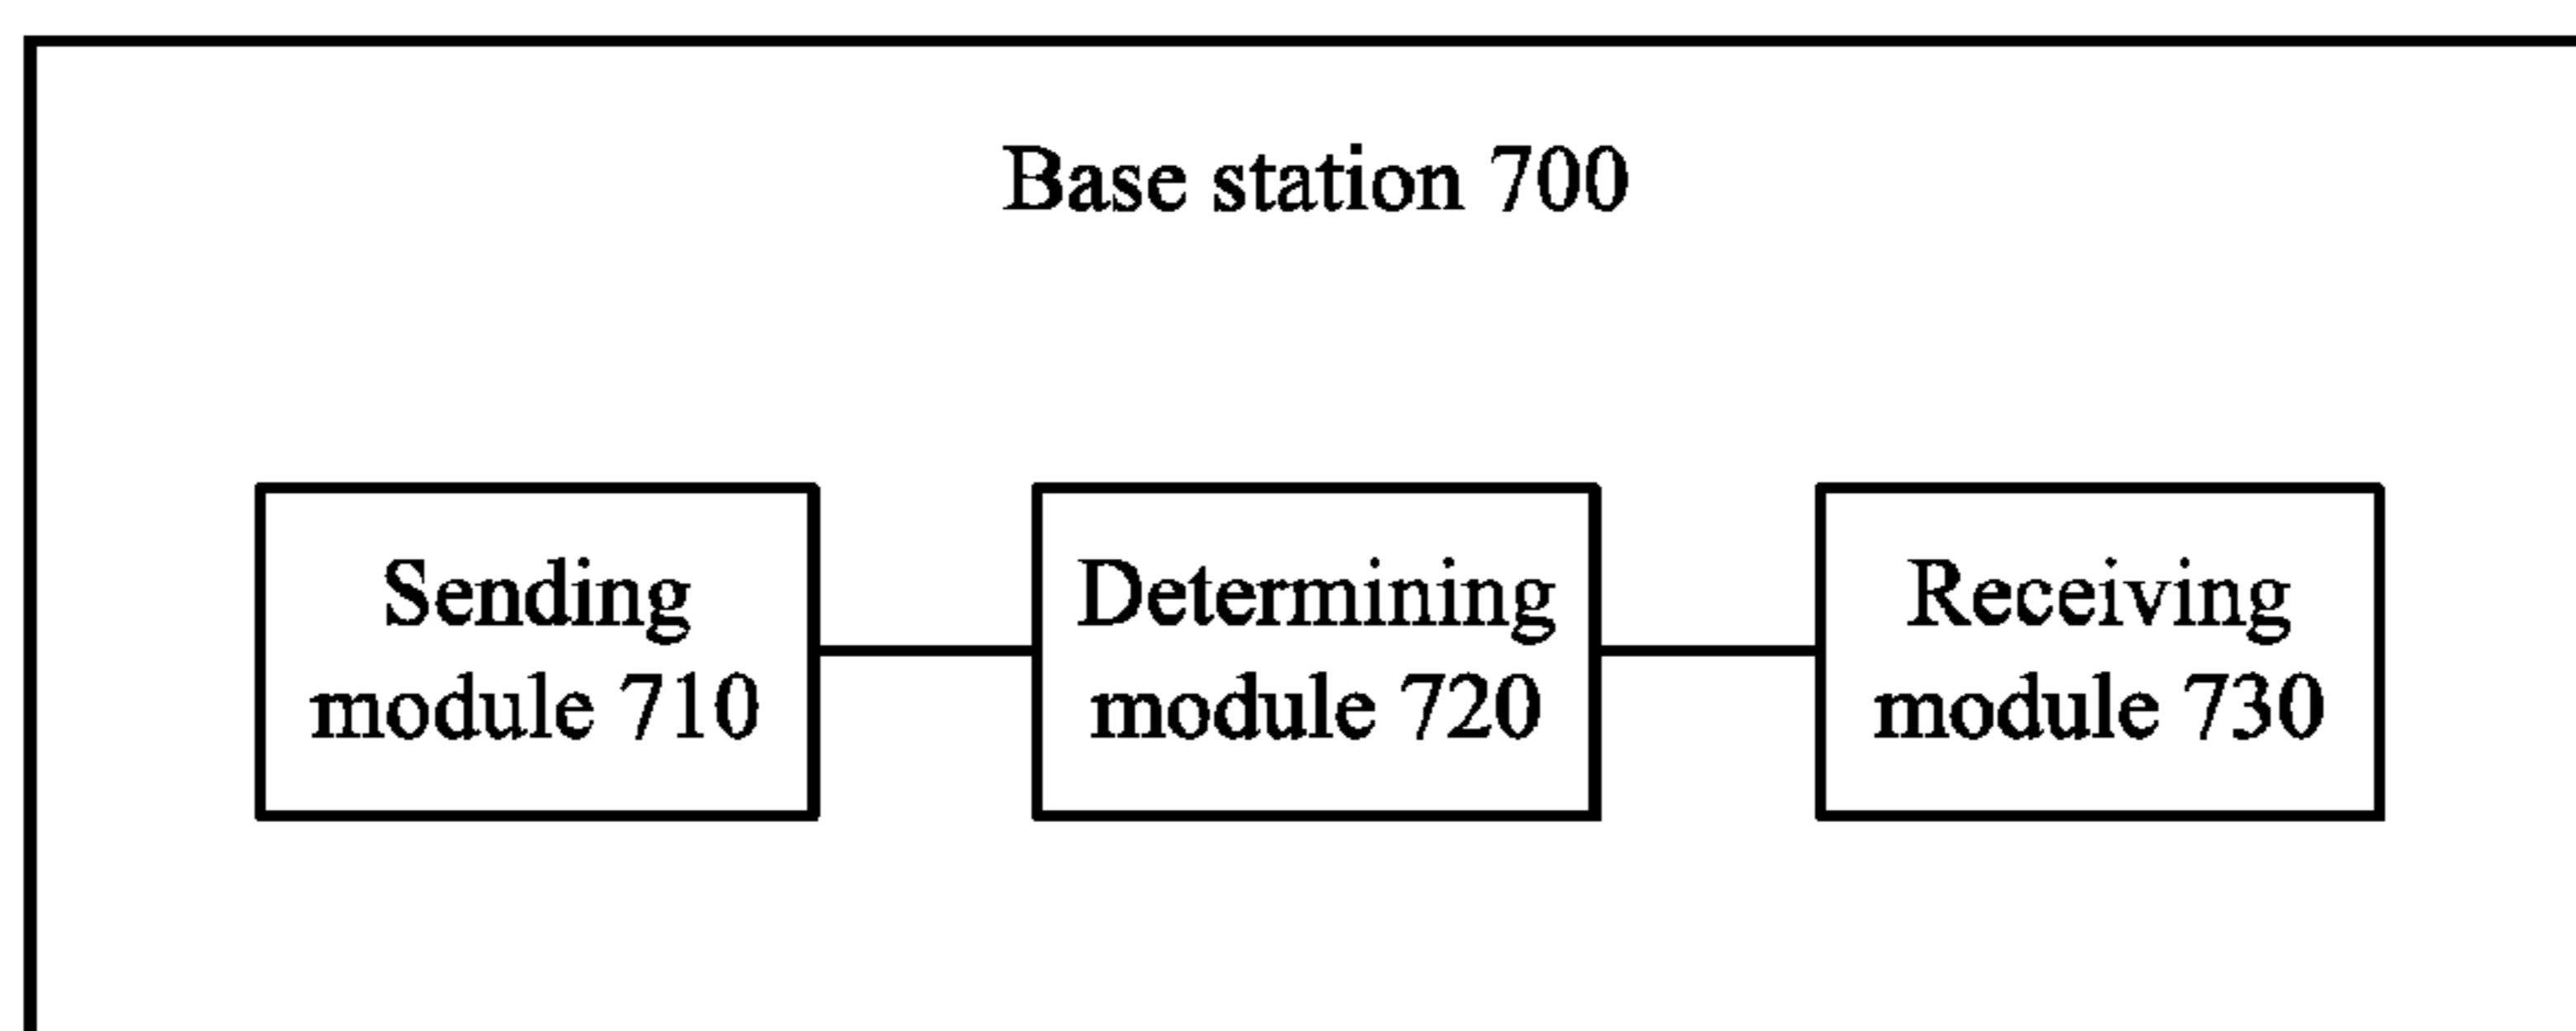 Base station 700
Sending
module 710
Determining
module 720
Receiving
module 730